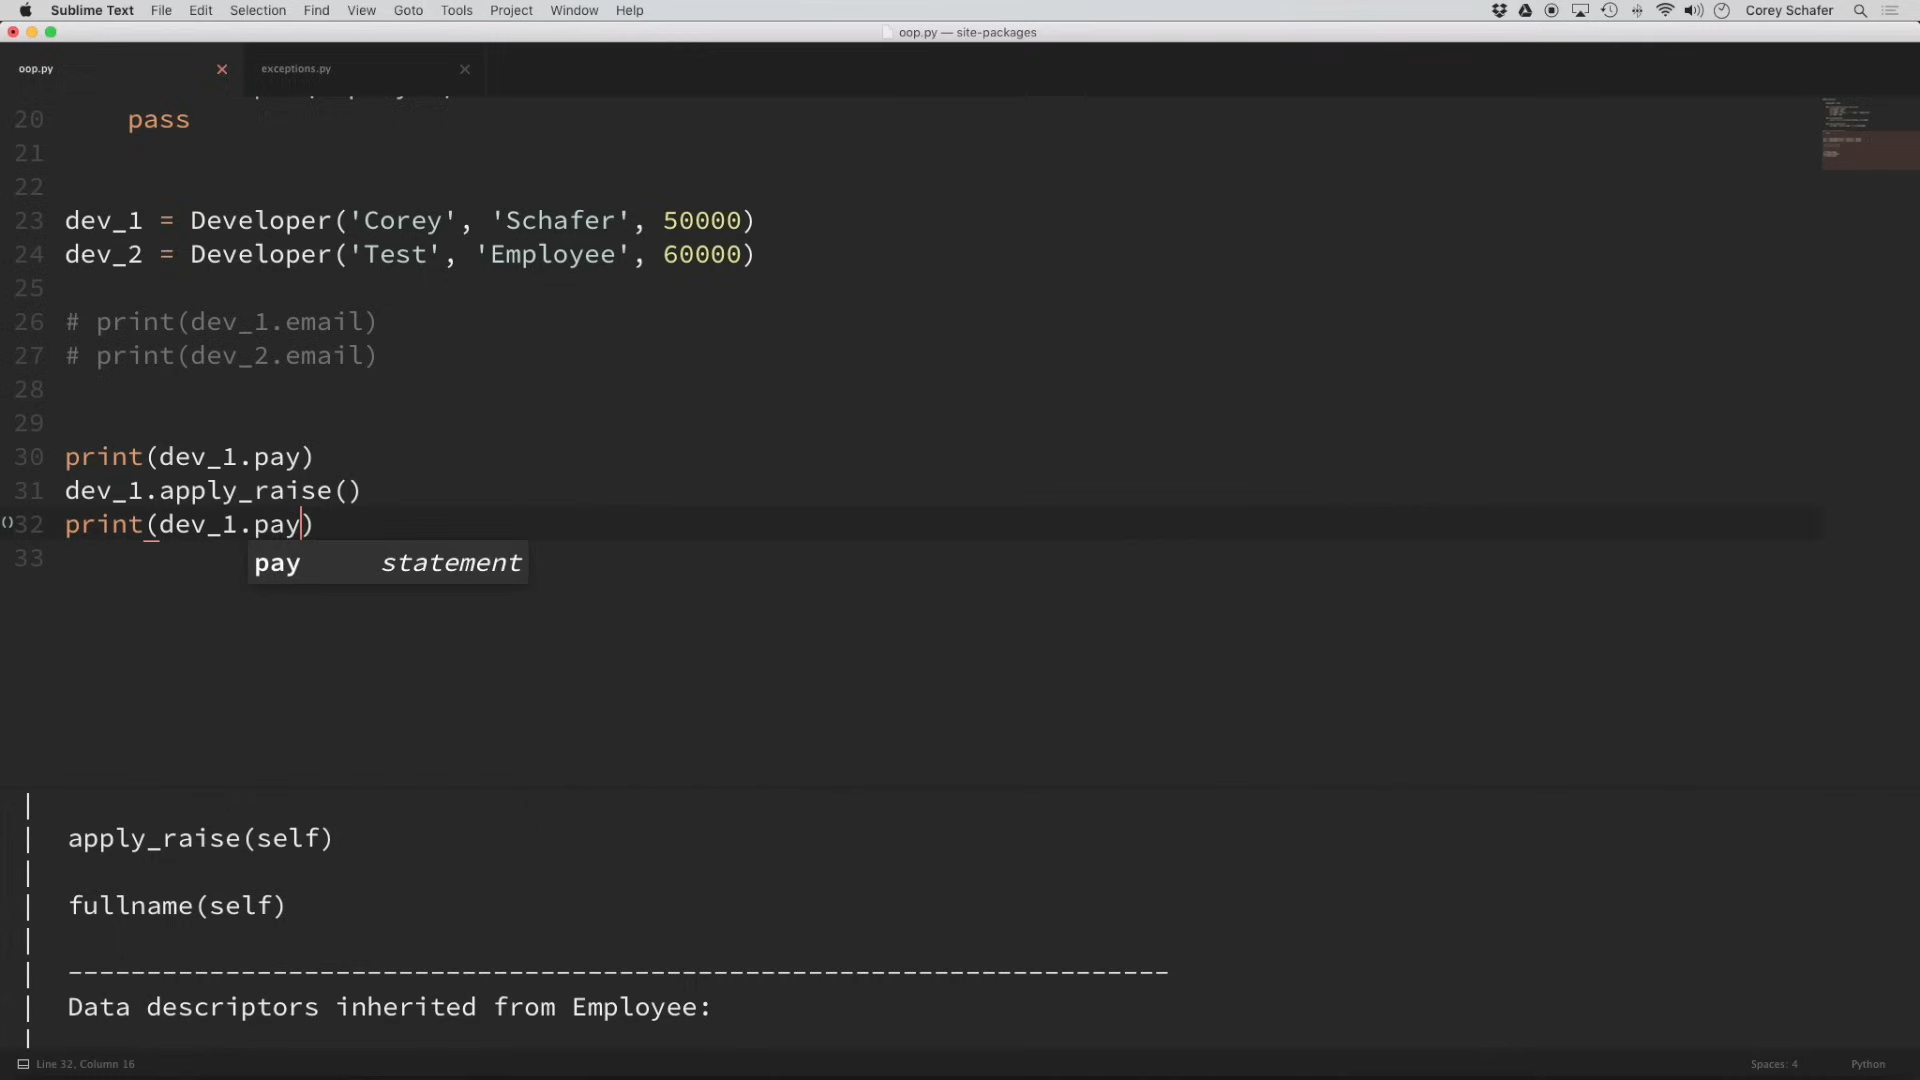 Sublime Text File Edit Selection Find View Goto Tools Project Window Help Corey Schafer
oop.py — site-packages
oop.py exceptions.py
20 pass
21
22
23 dev_1 = Developer('Corey', 'Schafer', 50000)
24 dev_2 = Developer('Test', 'Employee', 60000)
25
26 # print(dev_1.email)
27 # print(dev_2.email)
28
29
30 print(dev_1.pay)
31 dev_1.apply_raise()
32 print(dev_1.pay)
pay statement
33
| apply_raise(self)
|
| fullname(self)
|
| ----------------------------------------------------------------------
| Data descriptors inherited from Employee:
|
Line 32, Column 16 Spaces: 4 Python